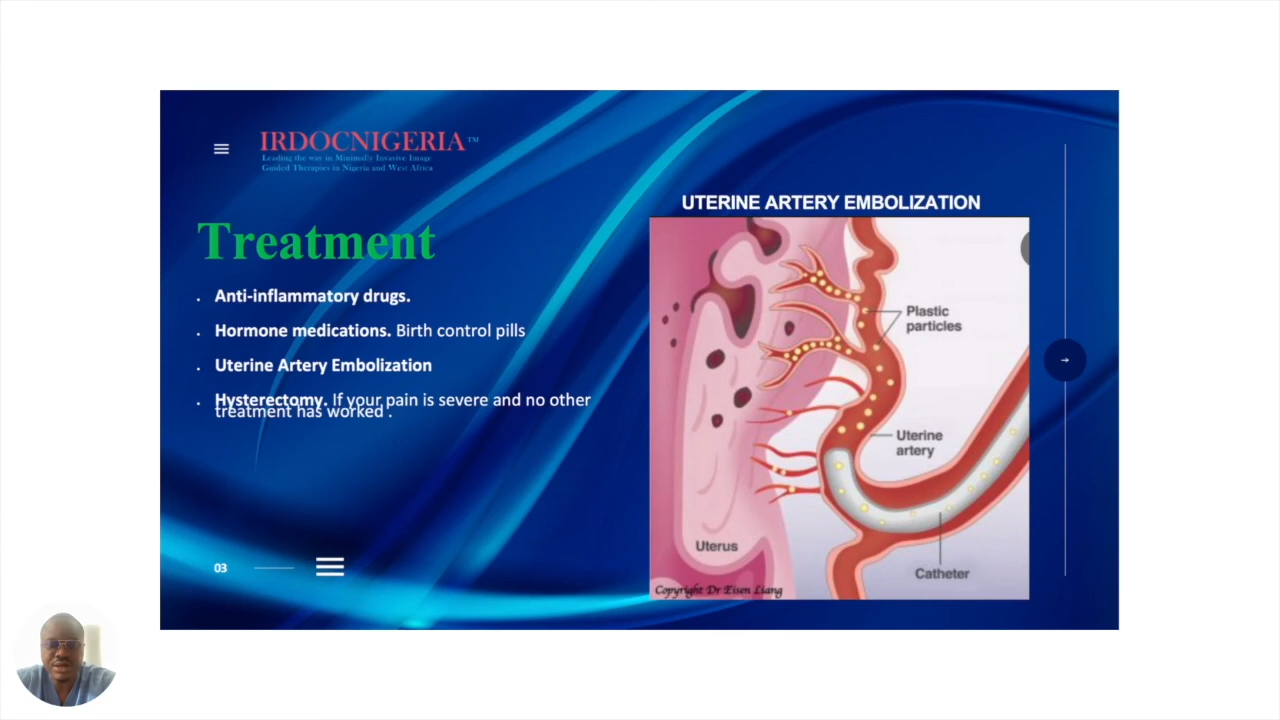 IRDOCNIGERIA™
Leading the way in Minimally Invasive Image
Guided Therapies in Nigeria and West Africa
Treatment
. Anti-inflammatory drugs.
. Hormone medications. Birth control pills
. Uterine Artery Embolization
. Hysterectomy. If your pain is severe and no other
treatment has worked .
03
UTERINE ARTERY EMBOLIZATION
Plastic
particles
Uterine
artery
Uterus
Catheter
Copyright Dr Eisen Liang